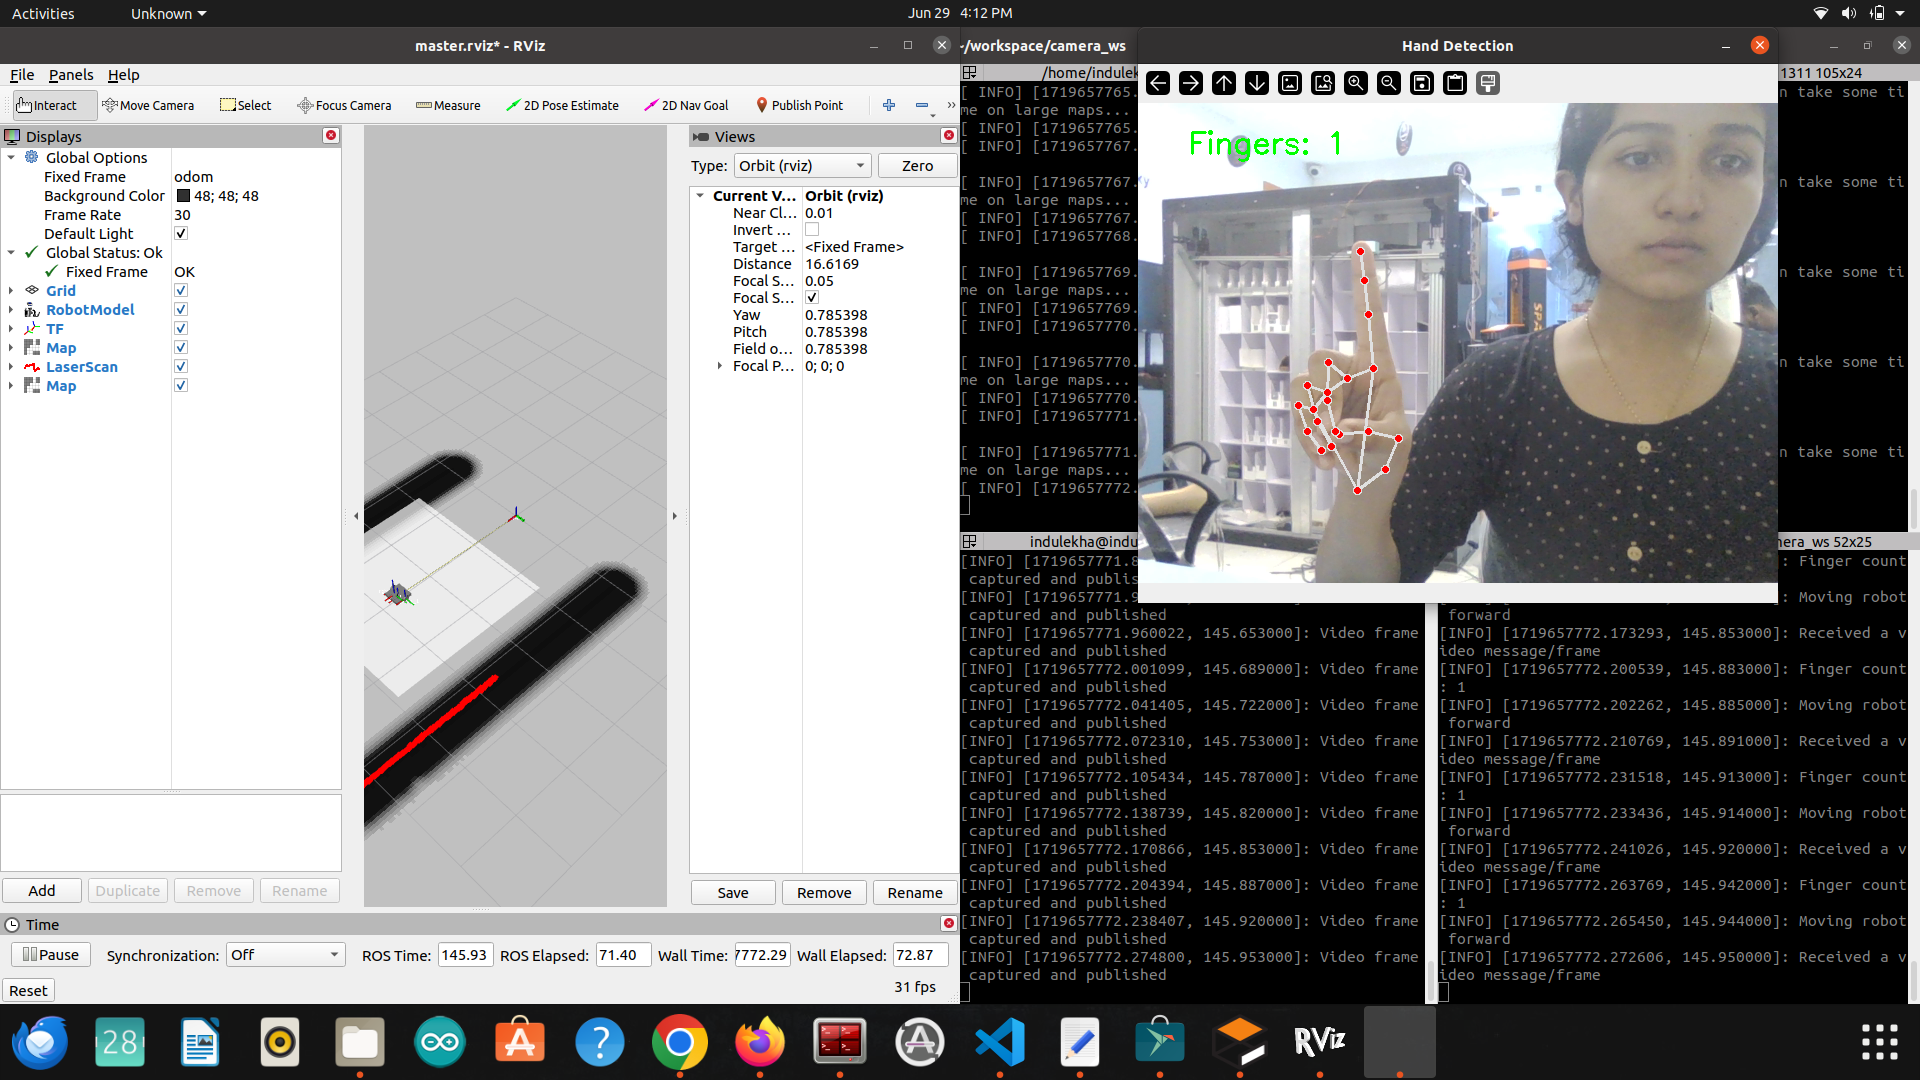 Activities
Unknown
Jun 29 4:12 PM
master.rviz* - RViz
File Panels Help
Interact Move Camera Select Focus Camera Measure 2D Pose Estimate 2D Nav Goal Publish Point
Displays
Global Options
Fixed Frame odom
Background Color 48; 48; 48
Frame Rate 30
Default Light
Global Status: Ok
Fixed Frame OK
Grid
RobotModel
TF
Map
LaserScan
Map
Add Duplicate Remove Rename
Views
Type: Orbit (rviz) Zero
Current V... Orbit (rviz)
Near Cl... 0.01
Invert ...
Target ... <Fixed Frame>
Distance 16.6169
Focal S... 0.05
Focal S...
Yaw 0.785398
Pitch 0.785398
Field o... 0.785398
Focal P... 0; 0; 0
Save Remove Rename
Time
Pause Synchronization: Off ROS Time: 145.93 ROS Elapsed: 71.40 Wall Time: 7772.29 Wall Elapsed: 72.87
Reset 31 fps
~/workspace/camera_ws
/home/indulek
1311 105x24
[ INFO] [1719657765.
n take some ti
me on large maps...
[ INFO] [1719657765.
[ INFO] [1719657767.
[ INFO] [1719657767.
n take some ti
me on large maps...
[ INFO] [1719657767.
[ INFO] [1719657768.
[ INFO] [1719657769.
n take some ti
me on large maps...
[ INFO] [1719657769.
[ INFO] [1719657770.
[ INFO] [1719657770.
n take some ti
me on large maps...
[ INFO] [1719657770.
[ INFO] [1719657771.
[ INFO] [1719657771.
n take some ti
me on large maps...
[ INFO] [1719657772.
Hand Detection
Fingers: 1
indulekha@indu
[INFO] [1719657771.8
captured and publis
[INFO] [1719657771.9
captured and published
[INFO] [1719657771.960022, 145.653000]: Video frame
captured and published
[INFO] [1719657772.001099, 145.689000]: Video frame
captured and published
[INFO] [1719657772.041405, 145.722000]: Video frame
captured and published
[INFO] [1719657772.072310, 145.753000]: Video frame
captured and published
[INFO] [1719657772.105434, 145.787000]: Video frame
captured and published
[INFO] [1719657772.138739, 145.820000]: Video frame
captured and published
[INFO] [1719657772.170866, 145.853000]: Video frame
captured and published
[INFO] [1719657772.204394, 145.887000]: Video frame
captured and published
[INFO] [1719657772.238407, 145.920000]: Video frame
captured and published
[INFO] [1719657772.274800, 145.953000]: Video frame
captured and published
mera_ws 52x25
: Finger count
: Moving robot
forward
[INFO] [1719657772.173293, 145.853000]: Received a v
ideo message/frame
[INFO] [1719657772.200539, 145.883000]: Finger count
: 1
[INFO] [1719657772.202262, 145.885000]: Moving robot
forward
[INFO] [1719657772.210769, 145.891000]: Received a v
ideo message/frame
[INFO] [1719657772.231518, 145.913000]: Finger count
: 1
[INFO] [1719657772.233436, 145.914000]: Moving robot
forward
[INFO] [1719657772.241026, 145.920000]: Received a v
ideo message/frame
[INFO] [1719657772.263769, 145.942000]: Finger count
: 1
[INFO] [1719657772.265450, 145.944000]: Moving robot
forward
[INFO] [1719657772.272606, 145.950000]: Received a v
ideo message/frame
28
RViz